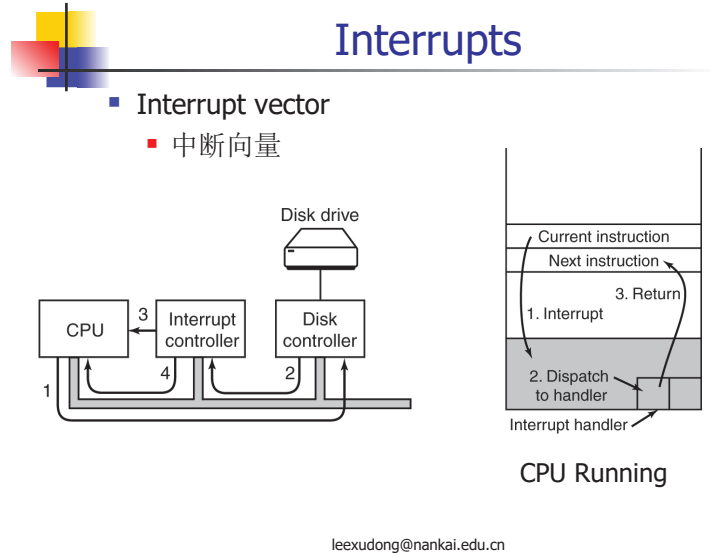 Interrupts
Interrupt vector
中断向量
Disk drive
CPU
3
Interrupt
controller
Disk
controller
1
4
2
Current instruction
Next instruction
3. Return
1. Interrupt
2. Dispatch
to handler
Interrupt handler
CPU Running
leexudong@nankai.edu.cn